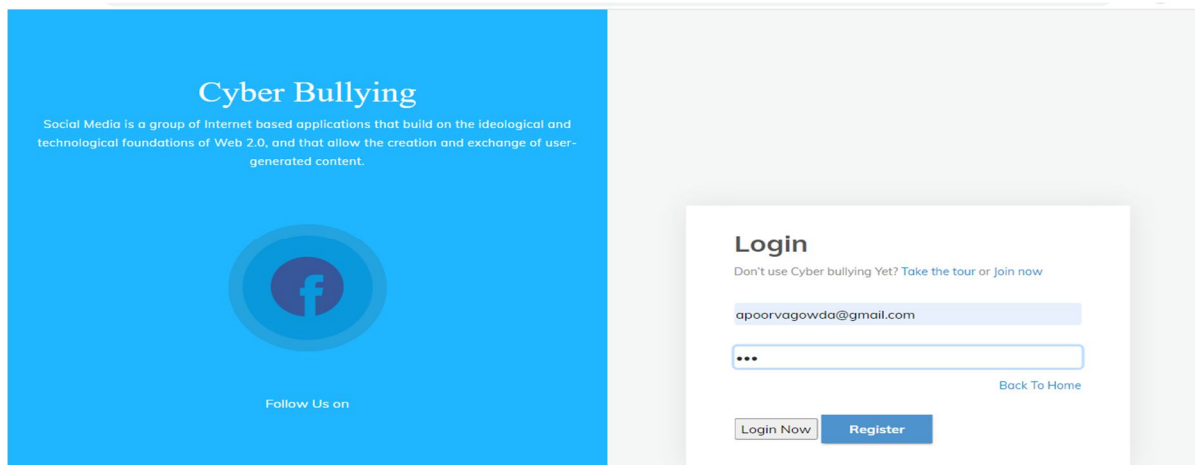 Cyber Bullying
Social Media is a group of Internet based applications that build on the ideological and
technological foundations of Web 2.0, and that allow the creation and exchange of user-
generated content.
f
Follow Us on
Login
Don't use Cyber bullying Yet? Take the tour or Join now
apoorvagowda@gmail.com
•••
Back To Home
Login Now
Register